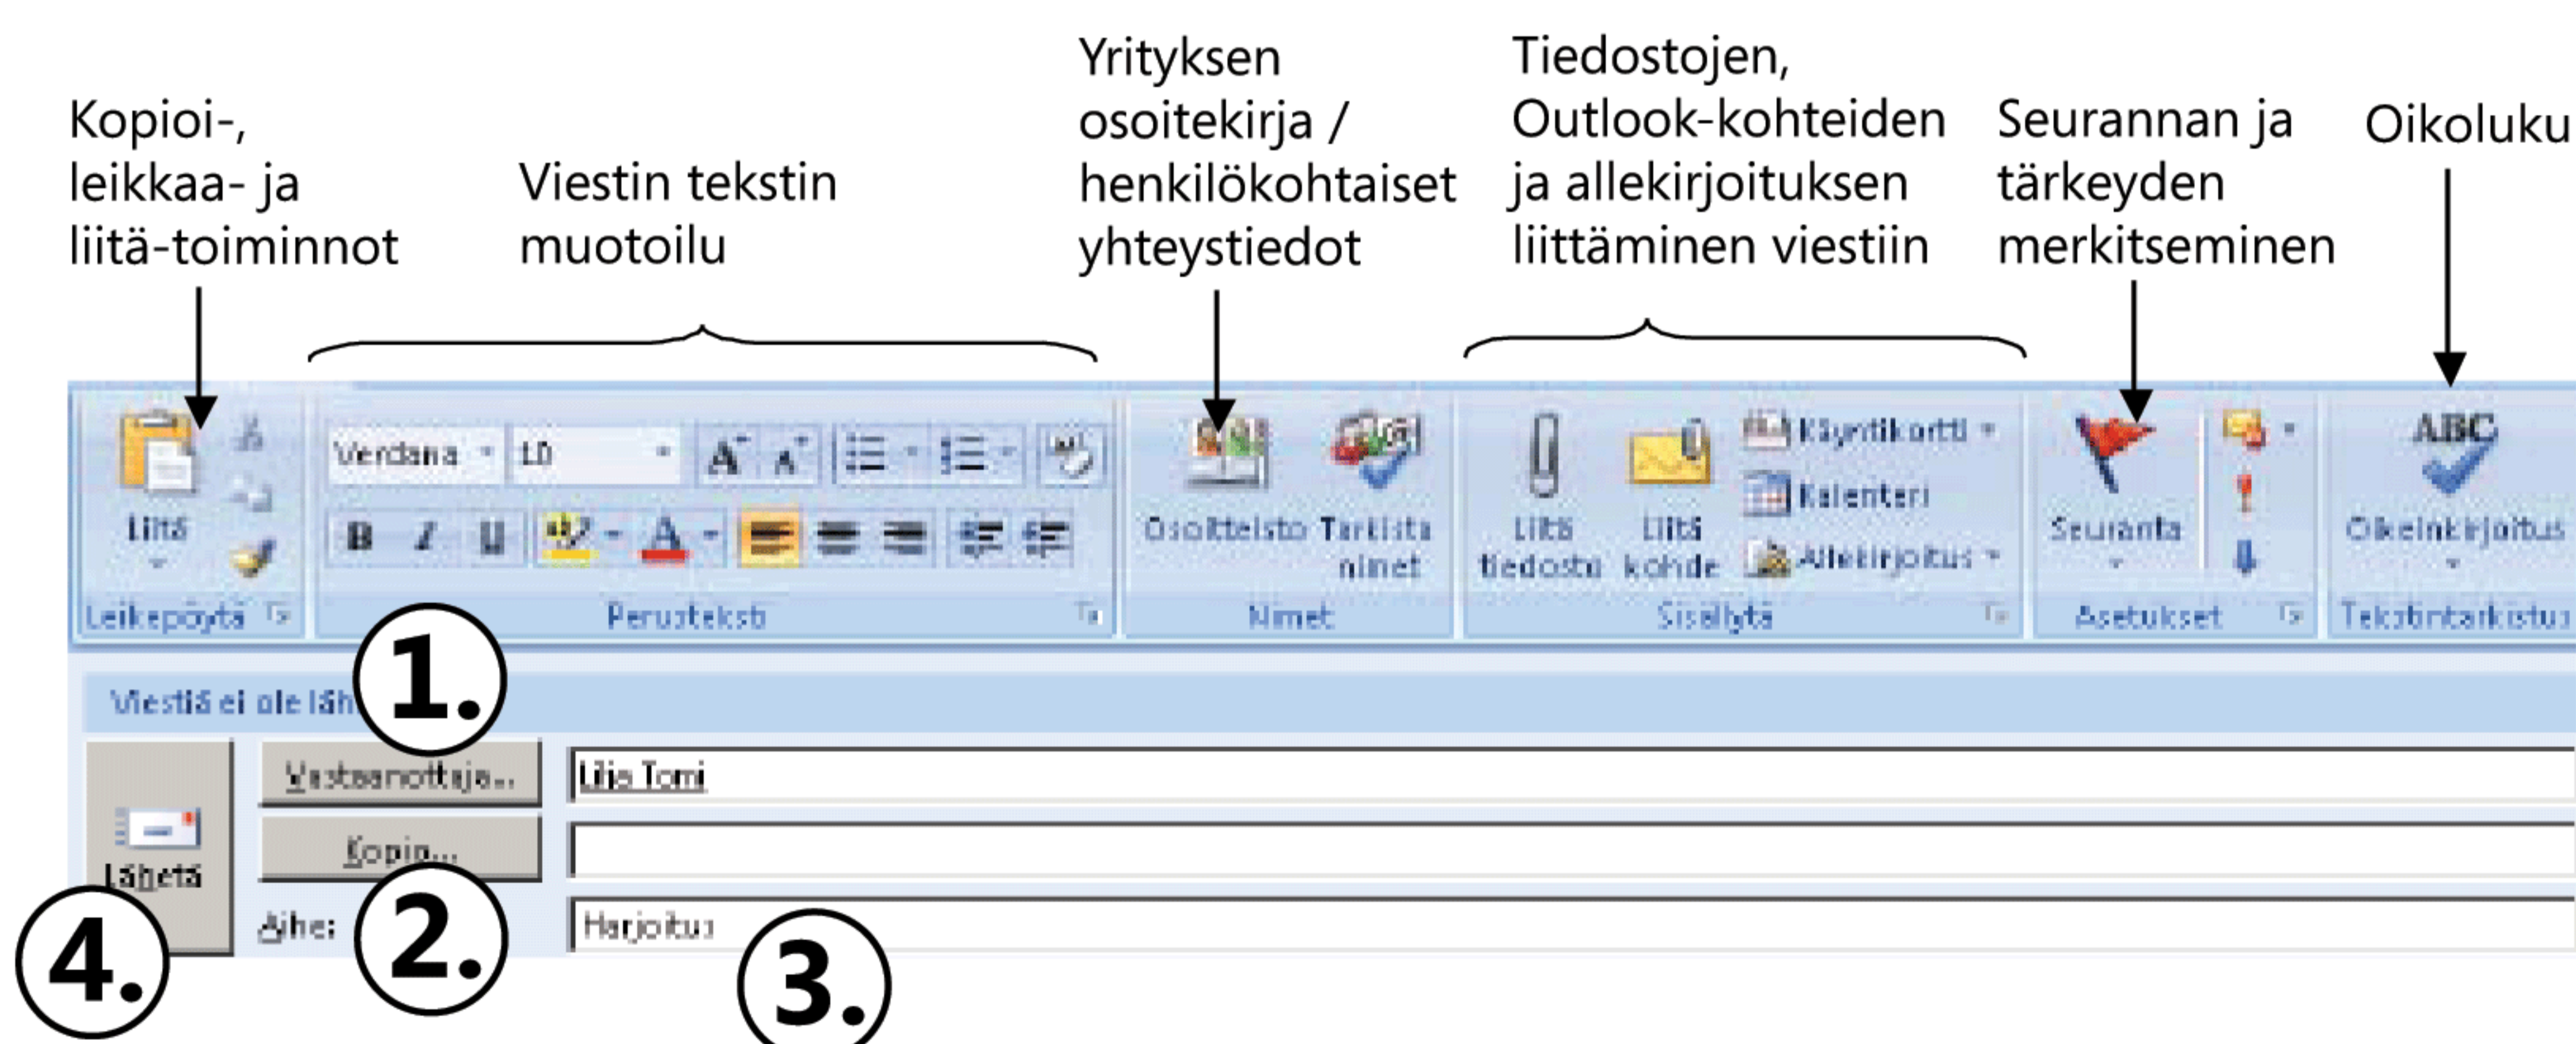 Kopioi-,
leikkaa- ja
liitä-toiminnot
Viestin tekstin
muotoilu
Yrityksen
osoitekirja /
henkilökohtaiset
yhteystiedot
Tiedostojen,
Outlook-kohteiden
ja allekirjoituksen
liittäminen viestiin
Seurannan ja
tärkeyden
merkitseminen
Oikoluku
Liitä
Leikepöytä
Verdana 10
B I U
Perusteksti
Osoitteisto
Tarkista
nimet
Nimet
Liitä
tiedosto
Liitä
kohde
Käyntikortti
Kalenteri
Allekirjoitus
Sisällytä
Seuranta
Asetukset
ABC
Oikeinkirjoitus
Tekstintarkistus
Viestiä ei ole läh
1.
Vastaanottaja... Lilja Tomi
Kopio...
Lähetä
Aihe: Harjoitus
2.
3.
4.